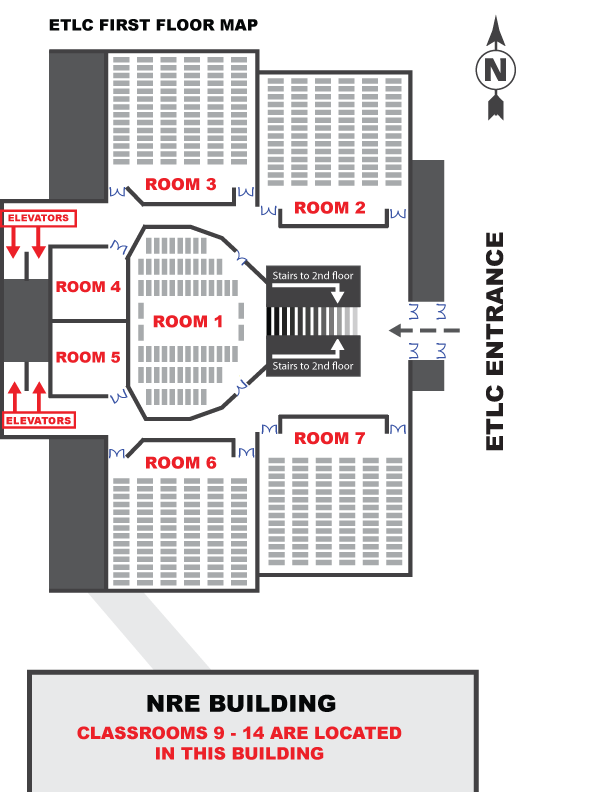 ETLC FIRST FLOOR MAP
N
ROOM 3
ROOM 2
ELEVATORS
Stairs to 2nd floor
ROOM 4
ROOM 1
ROOM 5
Stairs to 2nd floor
ETLC ENTRANCE
ELEVATORS
ROOM 7
ROOM 6
NRE BUILDING
CLASSROOMS 9 - 14 ARE LOCATED
IN THIS BUILDING